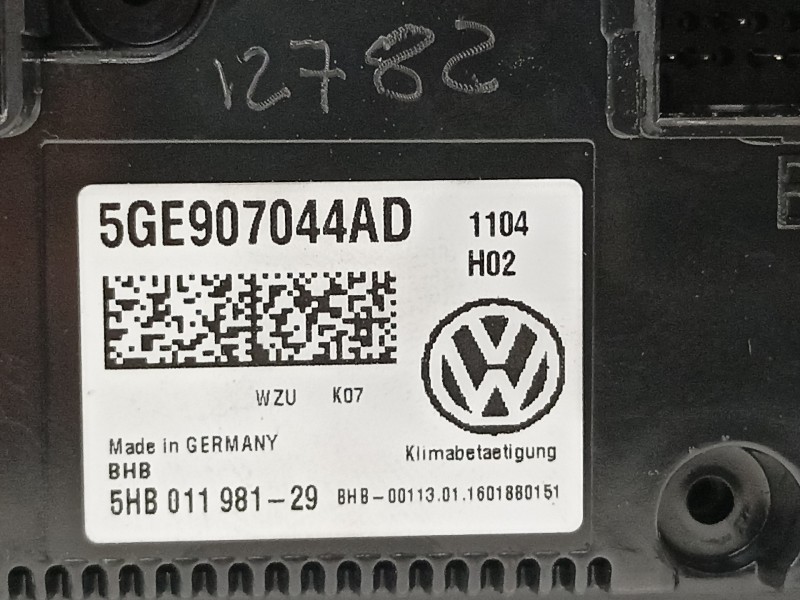 12782
5GE907044AD 1104
H02
WZU K07
Made in GERMANY
Klimabetaetigung
BHB
5HB 011 981-29 BHB-00113.01.1601880151